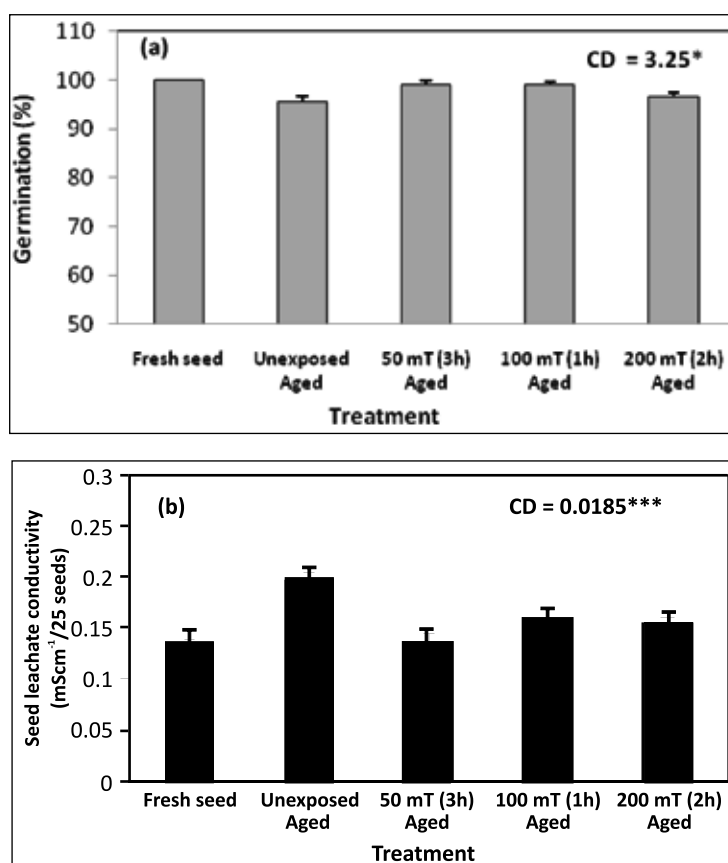 (a)
CD = 3.25*
Germination (%)
110
100
90
80
70
60
50
Fresh seed
Unexposed Aged
50 mT (3h) Aged
100 mT (1h) Aged
200 mT (2h) Aged
Treatment
(b)
CD = 0.0185***
Seed leachate conductivity
(mScm⁻¹/25 seeds)
0.3
0.25
0.2
0.15
0.1
0.05
0
Fresh seed
Unexposed Aged
50 mT (3h) Aged
100 mT (1h) Aged
200 mT (2h) Aged
Treatment